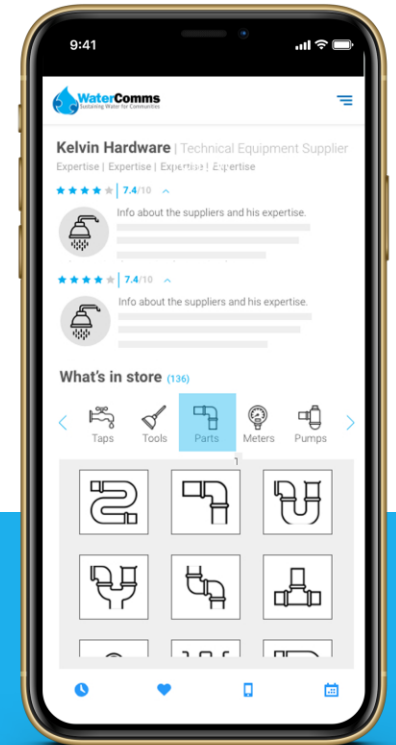 9:41
WaterComms
Sustaining Water for Communities
Kelvin Hardware | Technical Equipment Supplier
Expertise | Expertise | Expertise | Expertise
7.4/10
Info about the suppliers and his expertise.
7.4/10
Info about the suppliers and his expertise.
What's in store (136)
Taps Tools Parts Meters Pumps